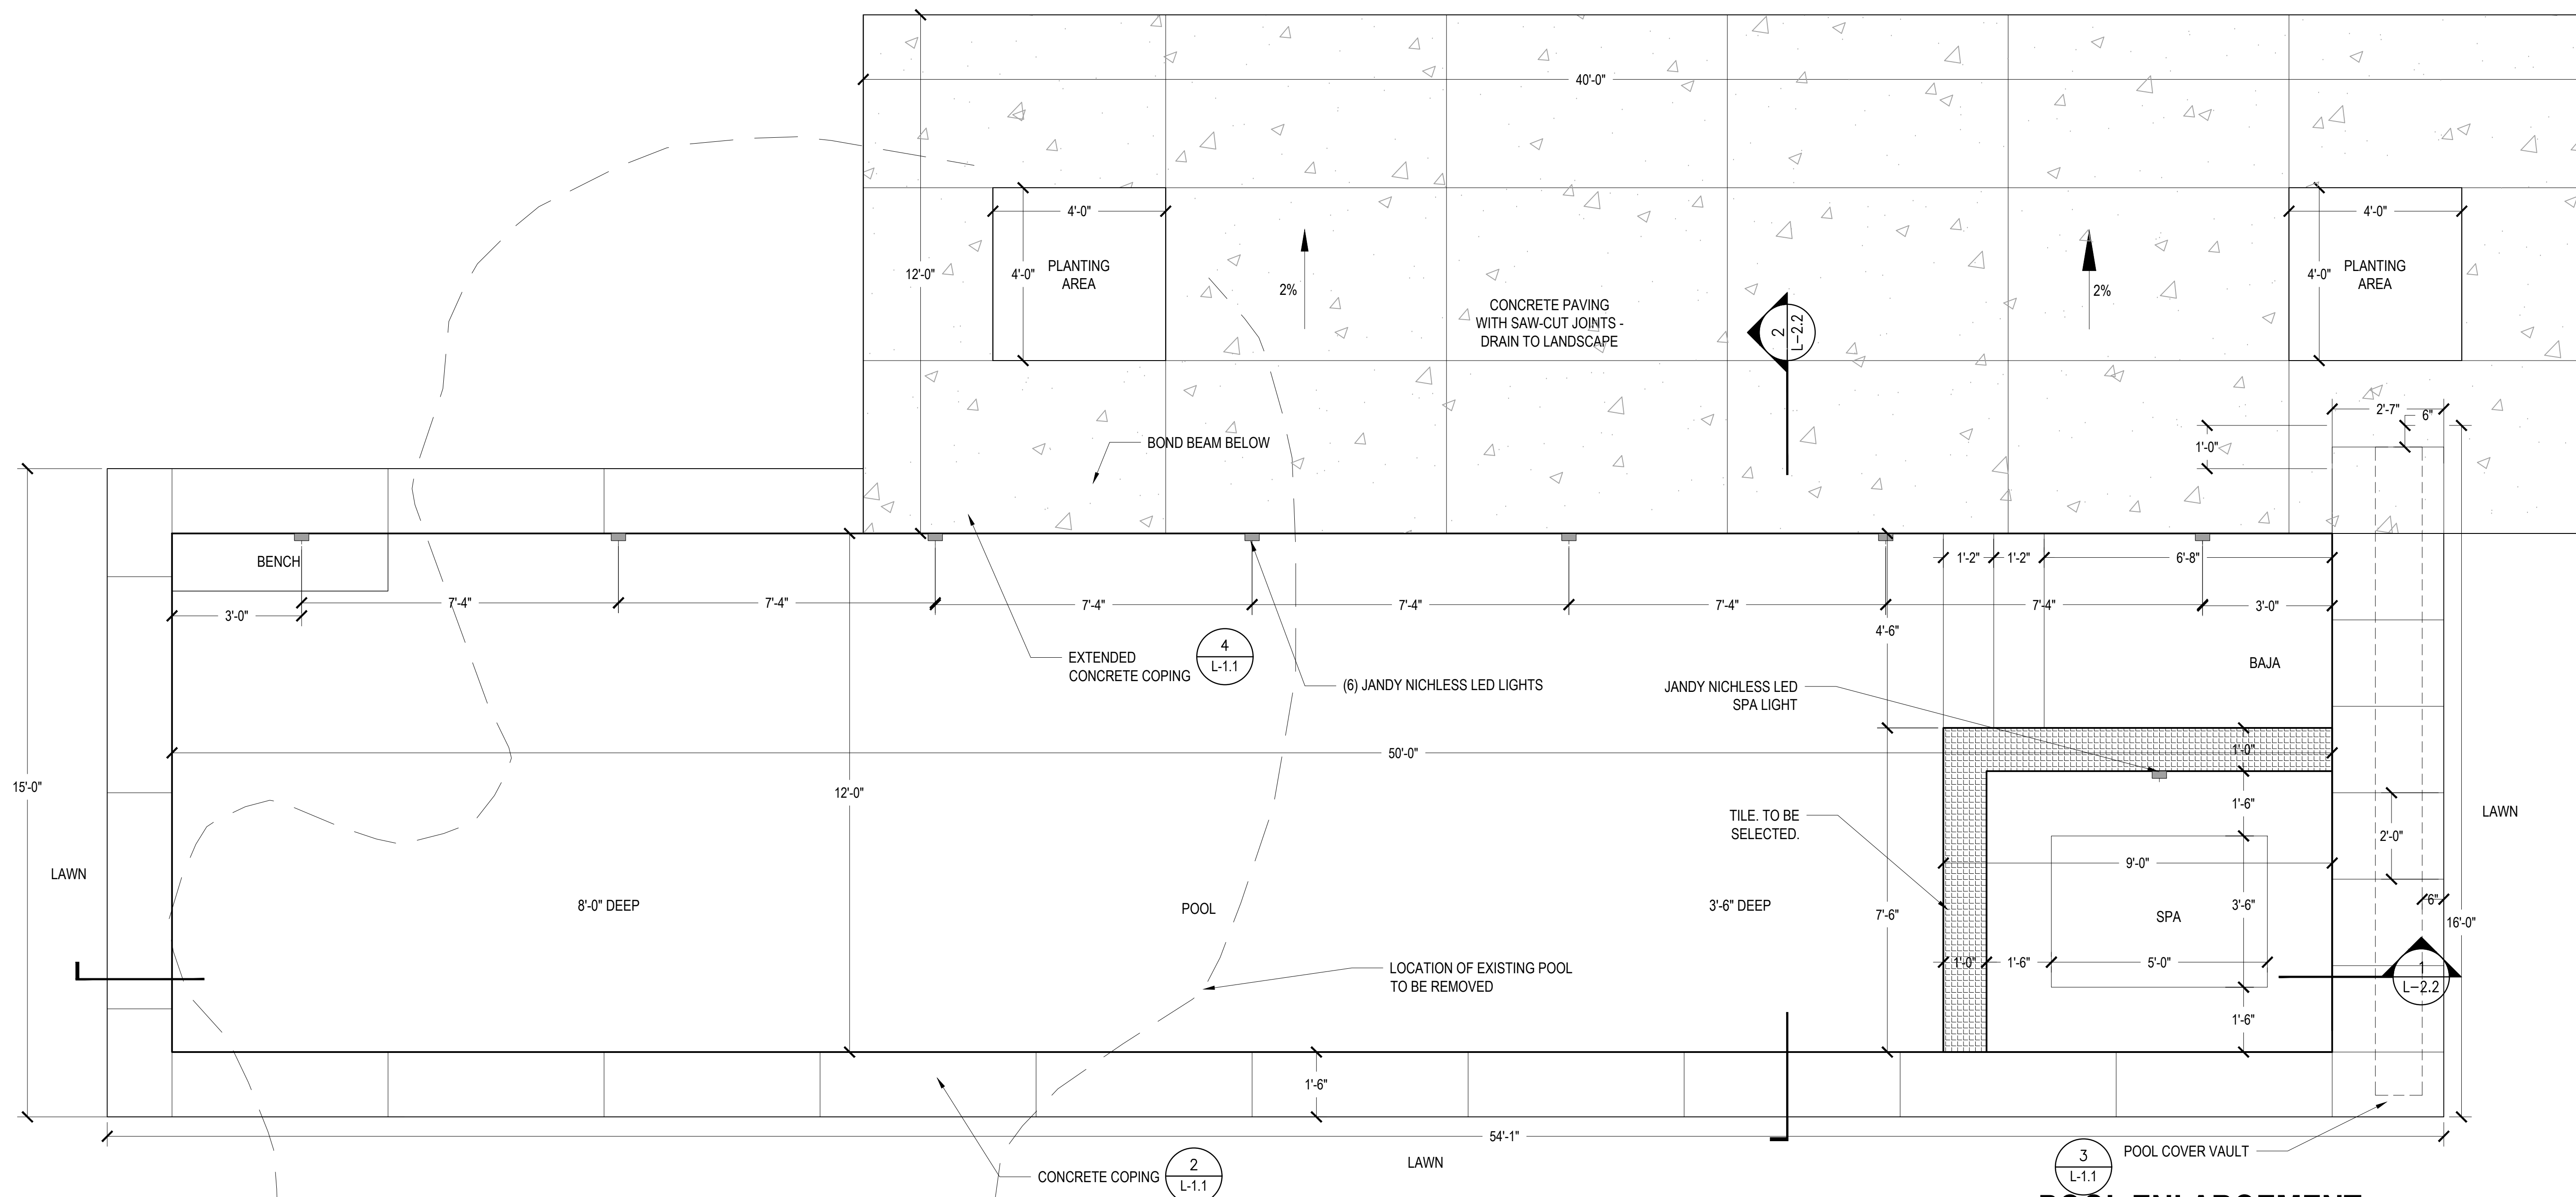 40'-0"
4'-0"
4'-0"
12'-0"
4'-0"
PLANTING
AREA
2%
CONCRETE PAVING
WITH SAW-CUT JOINTS -
DRAIN TO LANDSCAPE
2
L-2.2
2%
4'-0"
PLANTING
AREA
2'-7"
6"
1'-0"
BOND BEAM BELOW
BENCH
1'-2"
1'-2"
6'-8"
3'-0"
7'-4"
7'-4"
7'-4"
7'-4"
7'-4"
7'-4"
3'-0"
4'-6"
EXTENDED
CONCRETE COPING
4
L-1.1
(6) JANDY NICHLESS LED LIGHTS
JANDY NICHLESS LED
SPA LIGHT
BAJA
50'-0"
1'-0"
15'-0"
12'-0"
1'-6"
TILE. TO BE
SELECTED.
2'-0"
LAWN
9'-0"
LAWN
8'-0" DEEP
POOL
3'-6" DEEP
7'-6"
SPA
3'-6"
6"
16'-0"
LOCATION OF EXISTING POOL
TO BE REMOVED
1'-0"
1'-6"
5'-0"
1
L-2.2
1'-6"
1'-6"
54'-1"
LAWN
CONCRETE COPING
2
L-1.1
3
L-1.1
POOL COVER VAULT
POOL ENLARGEMENT